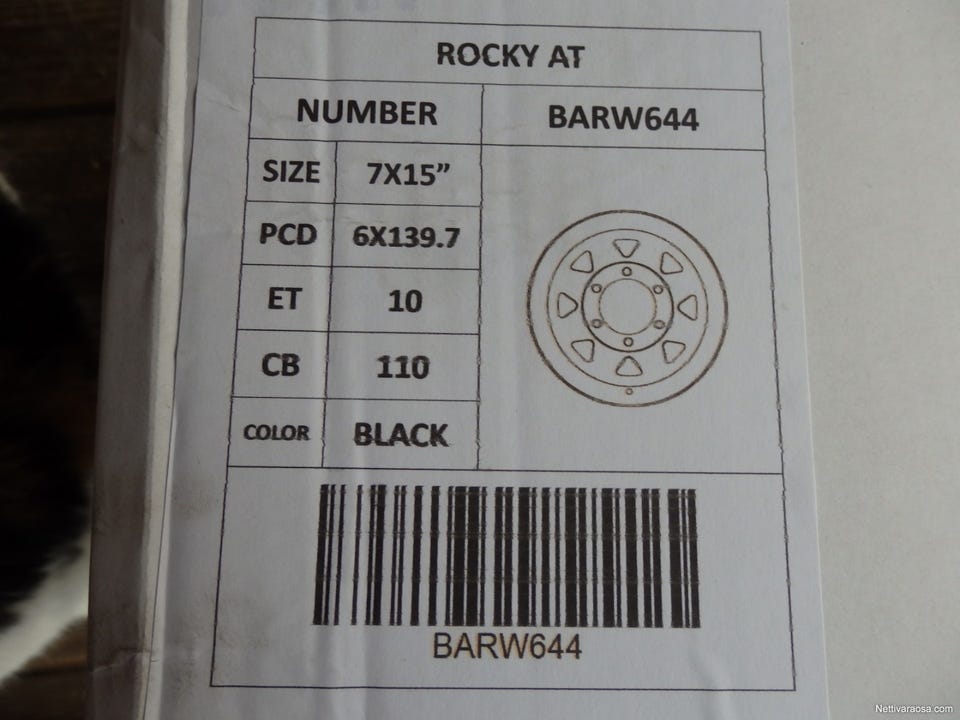 ROCKY AT
NUMBER BARW644
SIZE 7X15”
PCD 6X139.7
ET 10
CB 110
COLOR BLACK
BARW644
Nettivaraosa.com